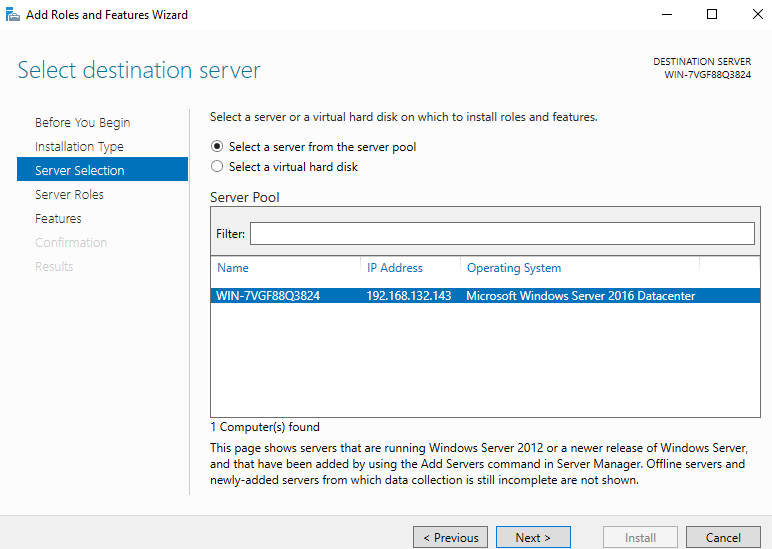 Add Roles and Features Wizard
Select destination server
DESTINATION SERVER
WIN-7VGF88Q3824
Before You Begin
Installation Type
Server Selection
Server Roles
Features
Confirmation
Results
Select a server or a virtual hard disk on which to install roles and features.
Select a server from the server pool
Select a virtual hard disk
Server Pool
Filter:
Name IP Address Operating System
WIN-7VGF88Q3824 192.168.132.143 Microsoft Windows Server 2016 Datacenter
1 Computer(s) found
This page shows servers that are running Windows Server 2012 or a newer release of Windows Server,
and that have been added by using the Add Servers command in Server Manager. Offline servers and
newly-added servers from which data collection is still incomplete are not shown.
< Previous Next > Install Cancel